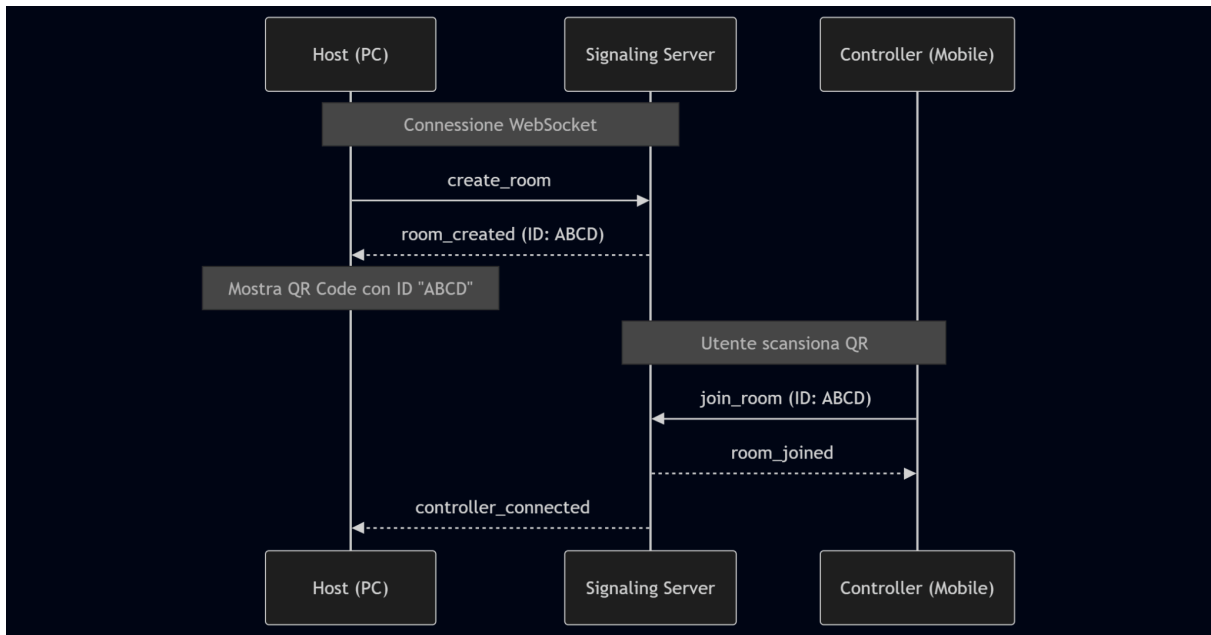 Host (PC)
Signaling Server
Controller (Mobile)
Connessione WebSocket
create_room
room_created (ID: ABCD)
Mostra QR Code con ID "ABCD"
Utente scansiona QR
join_room (ID: ABCD)
room_joined
controller_connected
Host (PC)
Signaling Server
Controller (Mobile)